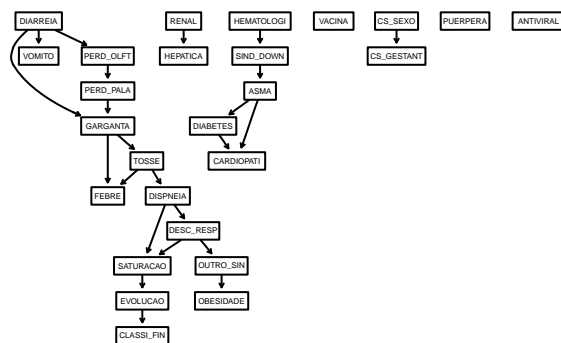 DIARREIA RENAL HEMATOLOGI VACINA CS_SEXO PUERPERA ANTIVIRAL
VOMITO PERD_OLFT HEPATICA SIND_DOWN CS_GESTANT
PERD_PALA ASMA
GARGANTA DIABETES
TOSSE CARDIOPATI
FEBRE DISPNEIA
DESC_RESP
SATURACAO OUTRO_SIN
EVOLUCAO OBESIDADE
CLASSI_FIN